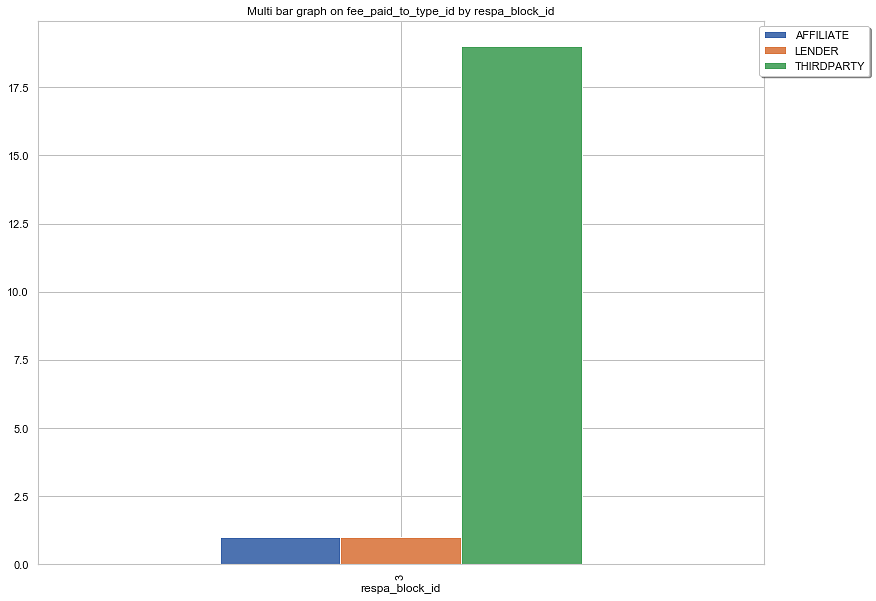 Multi bar graph on fee_paid_to_type_id by respa_block_id
AFFILIATE
LENDER
THIRDPARTY
17.5
15.0
12.5
10.0
7.5
5.0
2.5
0.0
3
respa_block_id